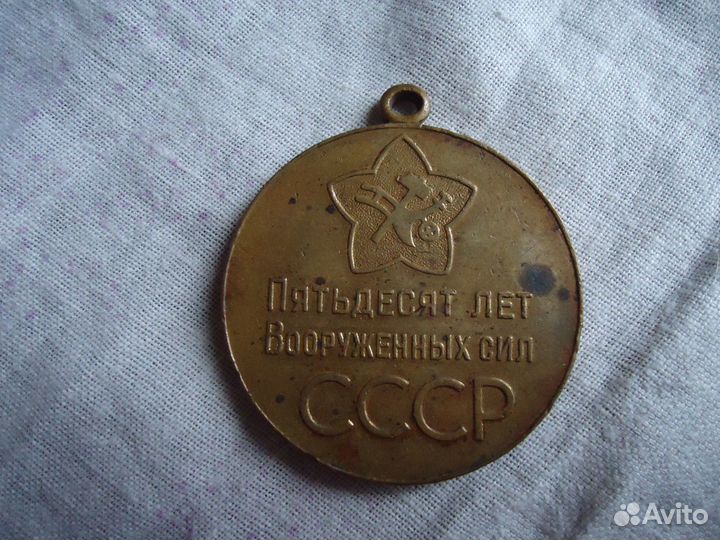 Пятьдесят лет
Вооруженных сил
СССР
Avito